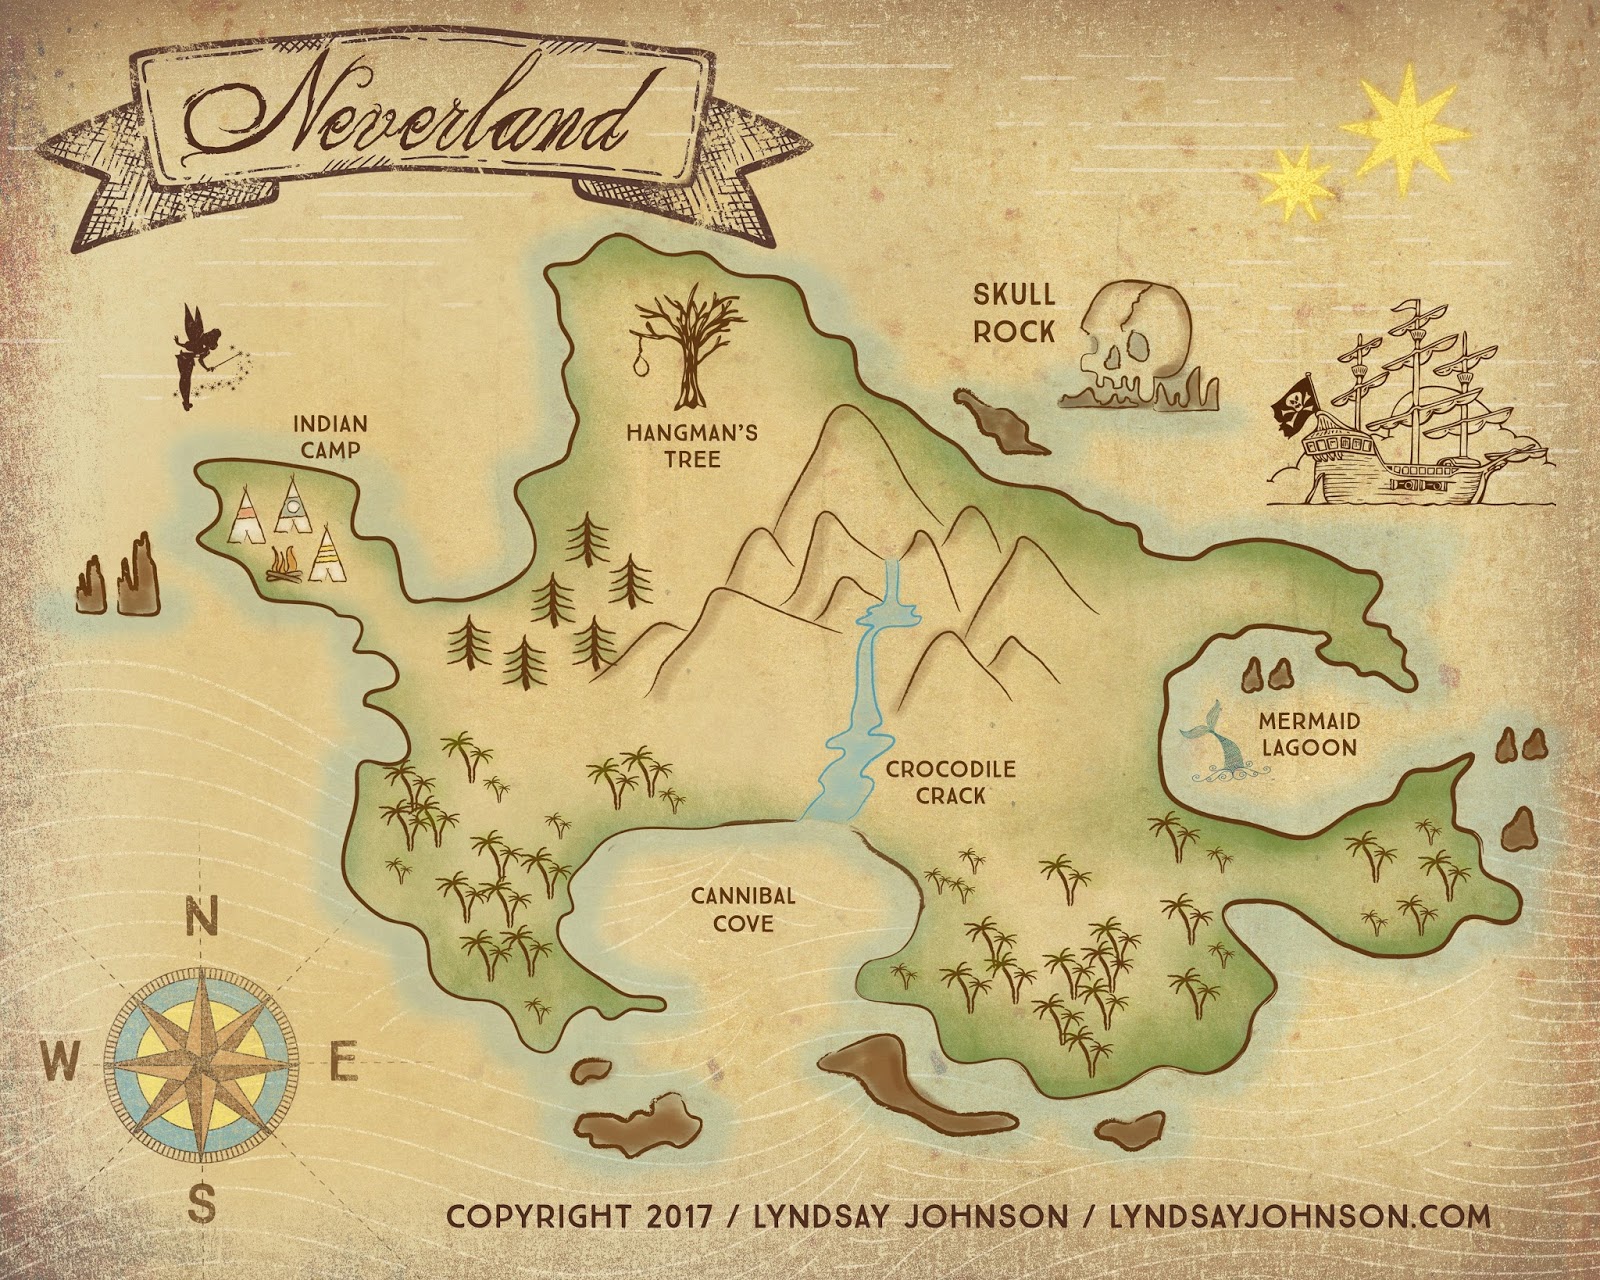 Neverland
SKULL
ROCK
INDIAN
CAMP
HANGMAN'S
TREE
MERMAID
LAGOON
CROCODILE
CRACK
CANNIBAL
COVE
N
W
E
S
COPYRIGHT 2017 / LYNDSAY JOHNSON / LYNDSAYJOHNSON.COM